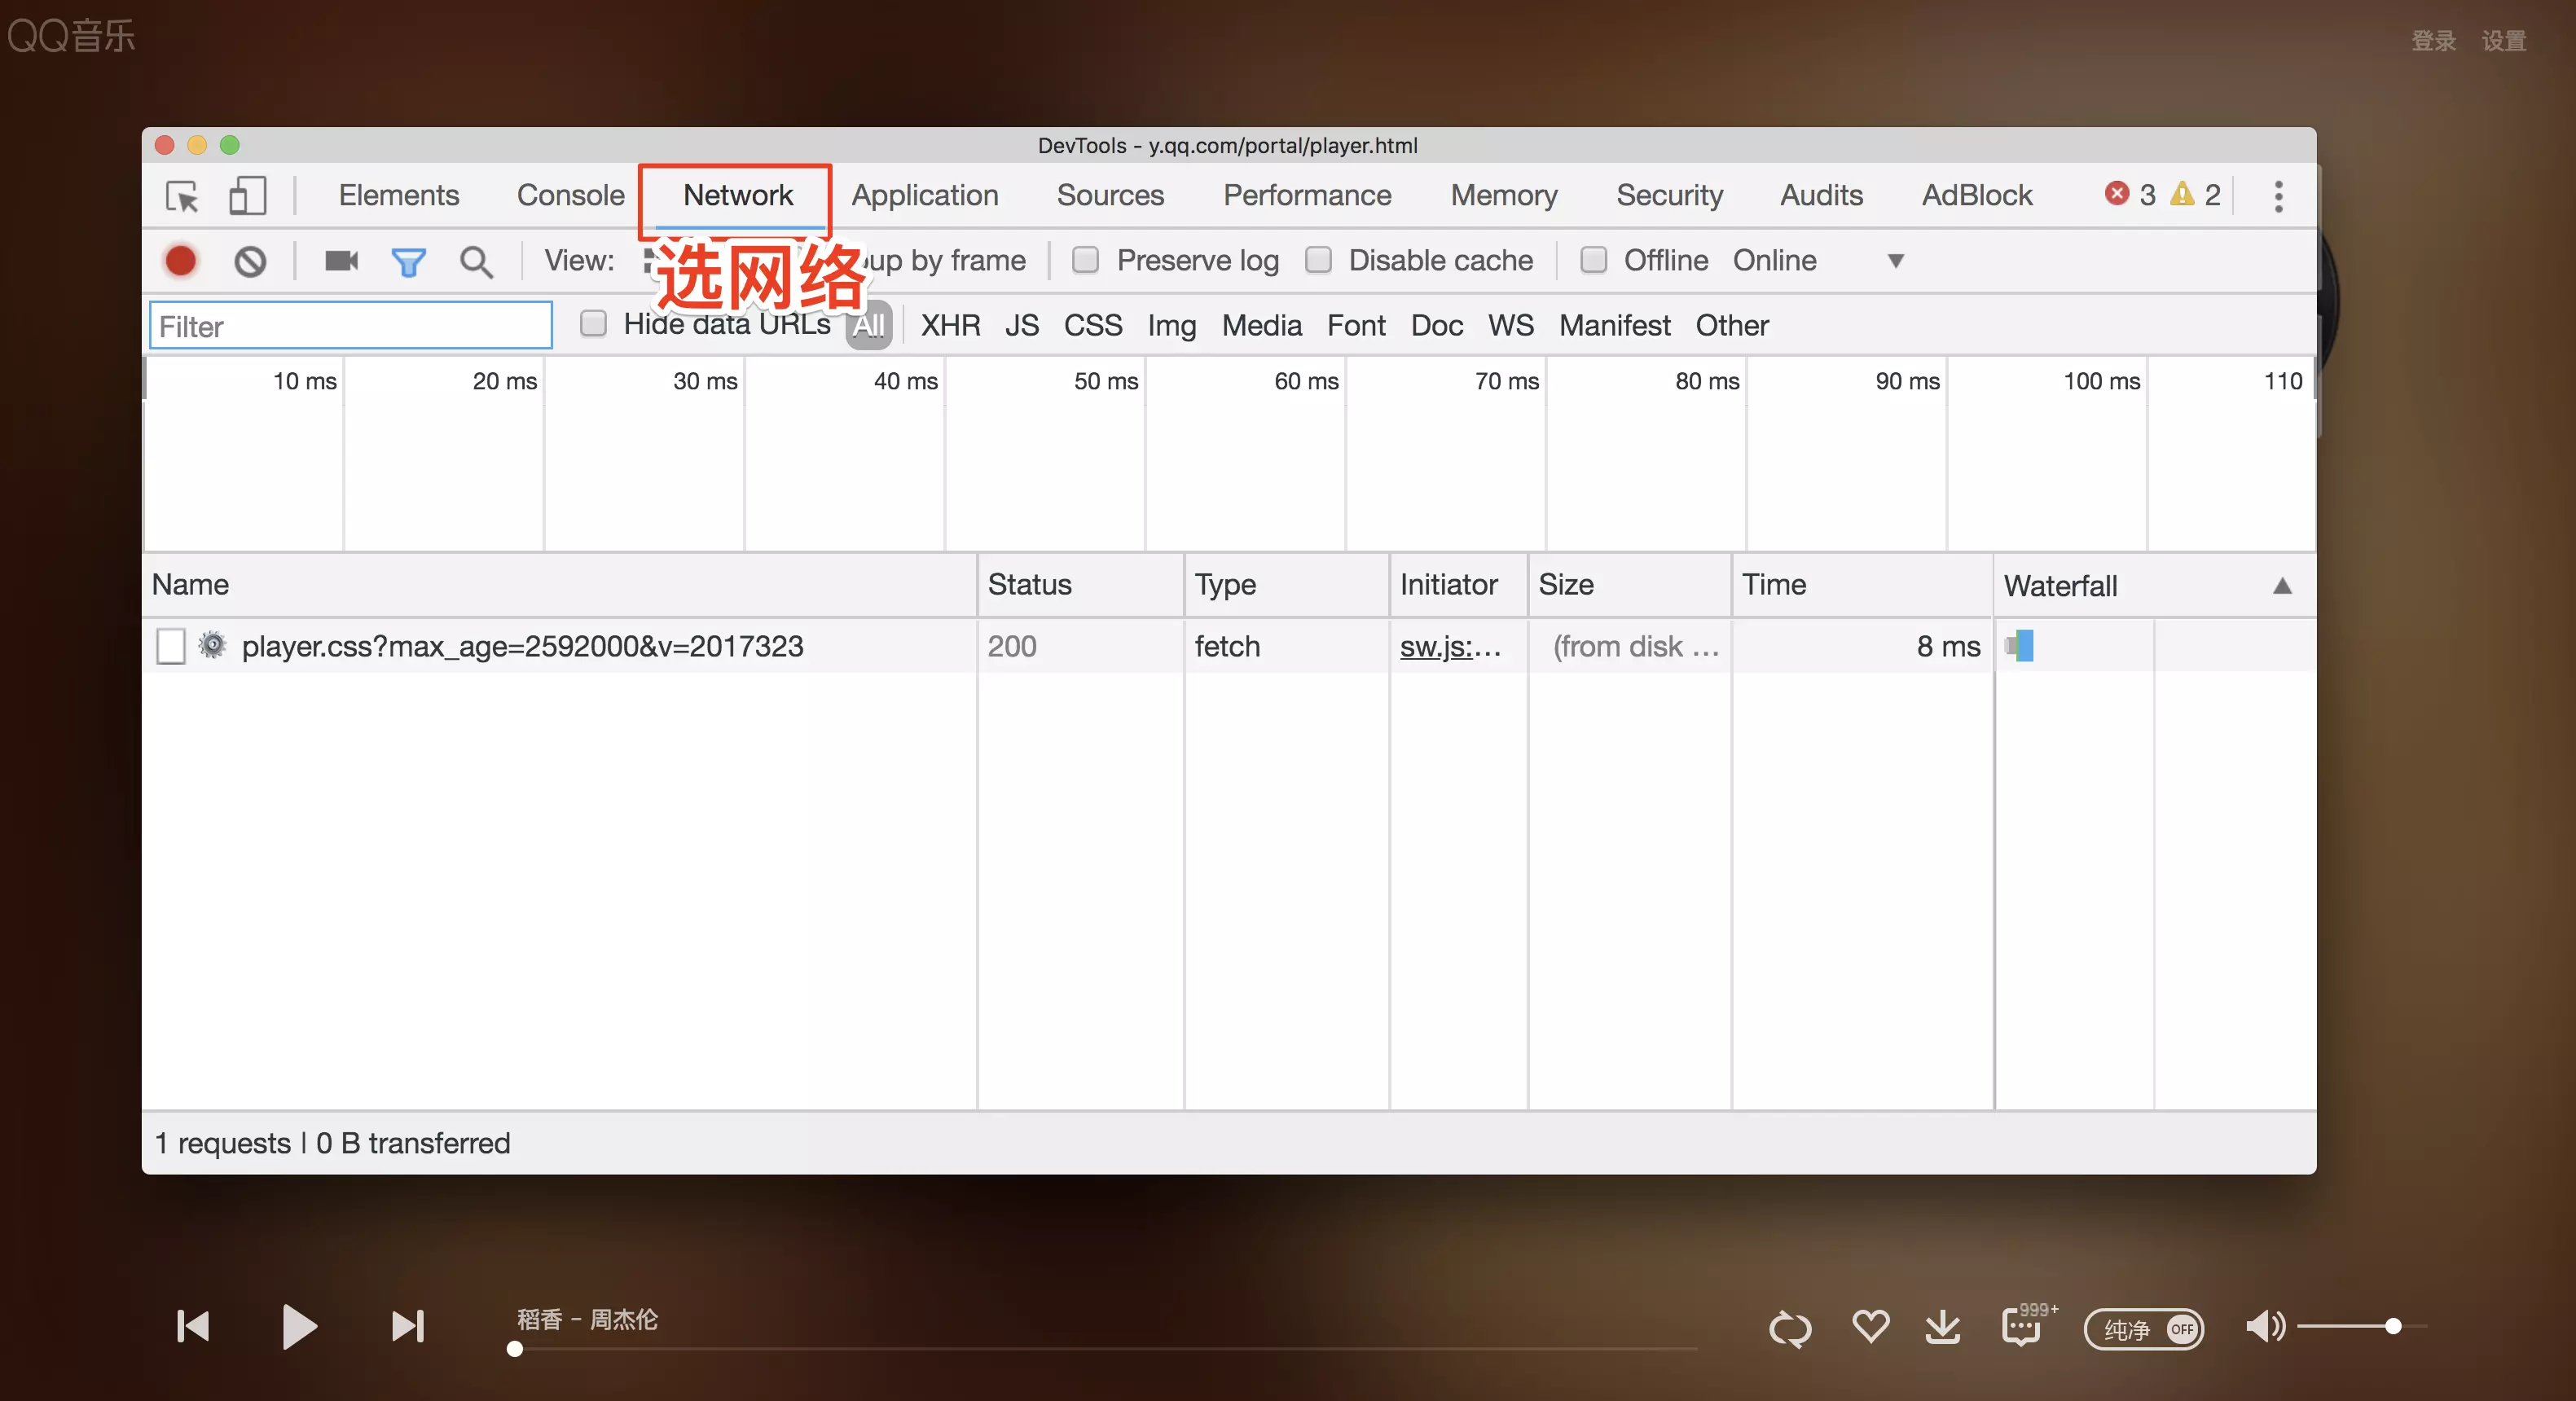 QQ音乐
登录 设置
DevTools - y.qq.com/portal/player.html
Elements Console Network Application Sources Performance Memory Security Audits AdBlock 3 2
View: by frame Preserve log Disable cache Offline Online
选网络
Filter Hide data URLs All XHR JS CSS Img Media Font Doc WS Manifest Other
10 ms 20 ms 30 ms 40 ms 50 ms 60 ms 70 ms 80 ms 90 ms 100 ms 110
Name Status Type Initiator Size Time Waterfall
player.css?max_age=2592000&v=2017323 200 fetch sw.js:... (from disk ... 8 ms
1 requests | 0 B transferred
稻香 - 周杰伦
999+
纯净 OFF